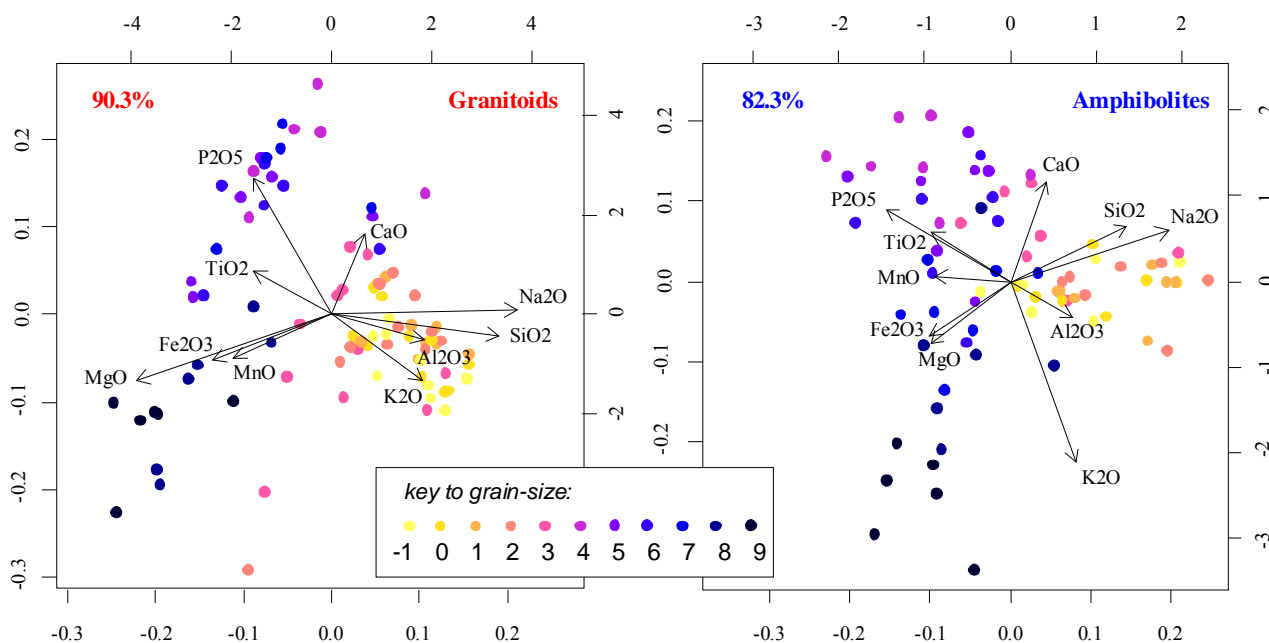 -4 -2 0 2 4
-3 -2 -1 0 1 2
90.3% Granitoids
82.3% Amphibolites
4
2
0
-2
2
1
0
-1
-3
0.2
0.1
0.0
-0.1
-0.2
-0.3
0.2
0.1
0.0
-0.1
-0.2
P2O5
CaO
TiO2
Na2O
SiO2
Fe2O3
Al2O3
MnO
MgO
K2O
CaO
P2O5
SiO2
Na2O
TiO2
MnO
Al2O3
Fe2O3
MgO
K2O
key to grain-size:
-1 0 1 2 3 4 5 6 7 8 9
-0.3 -0.2 -0.1 0.0 0.1 0.2
-0.3 -0.2 -0.1 0.0 0.1 0.2